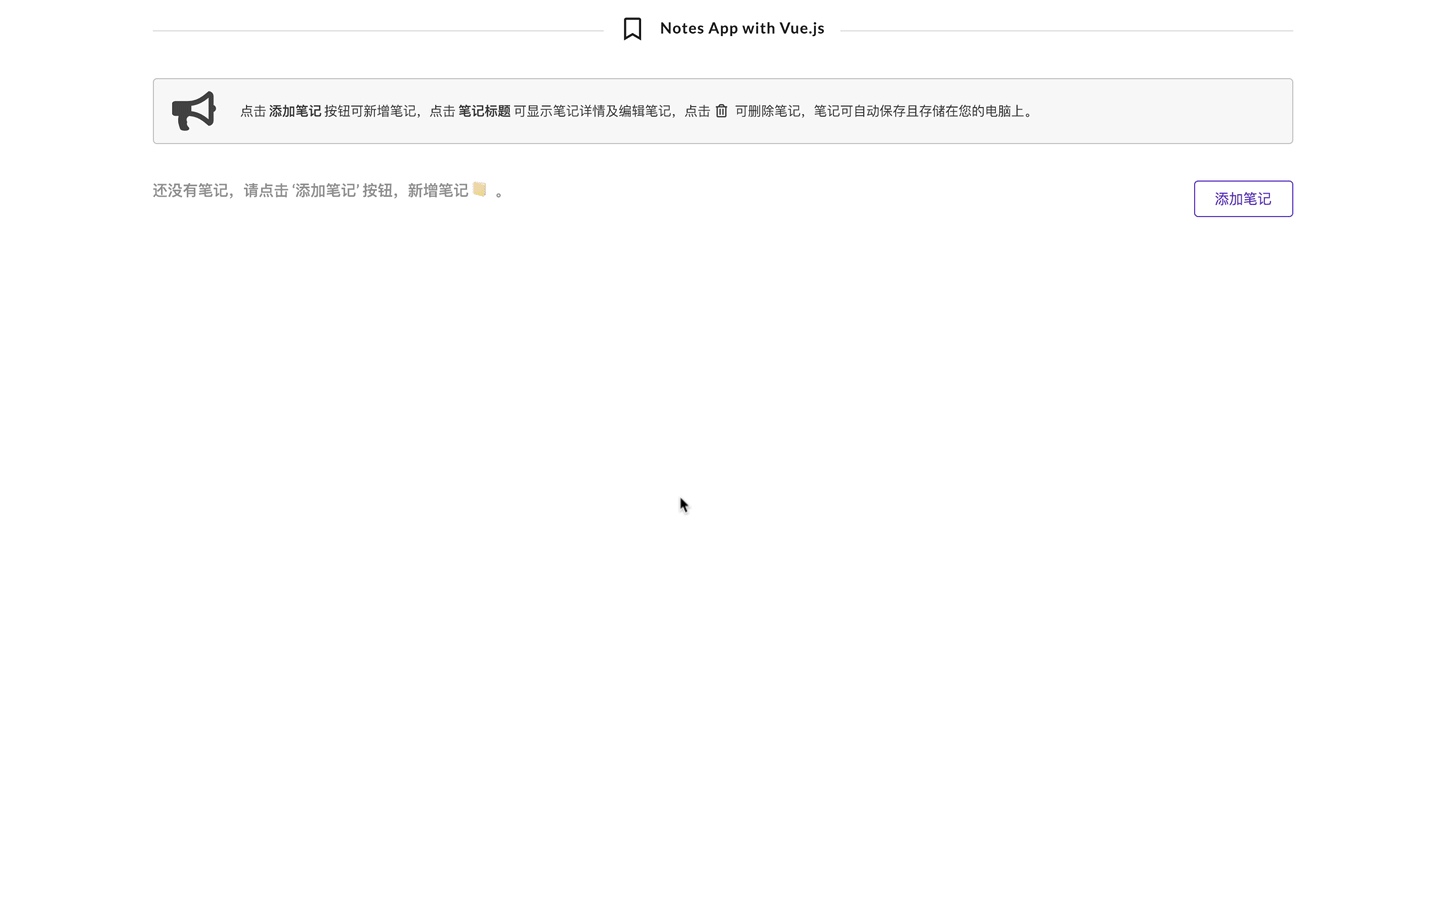 Notes App with Vue.js
点击 添加笔记 按钮可新增笔记，点击 笔记标题 可显示笔记详情及编辑笔记，点击 可删除笔记，笔记可自动保存且存储在您的电脑上。
还没有笔记，请点击 ‘添加笔记’ 按钮，新增笔记 。
添加笔记